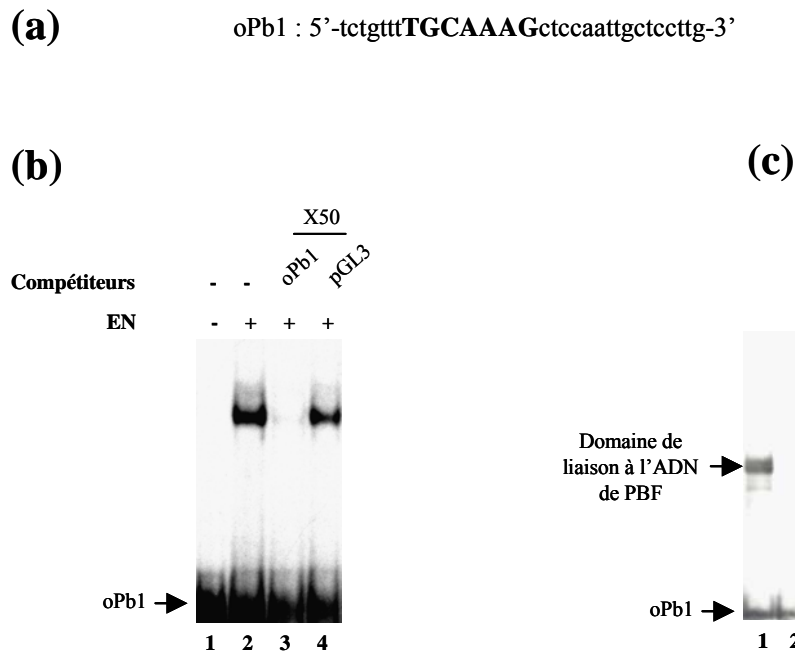 (a)
oPb1 : 5’-tctgtttTGCAAAGctccaattgctccttg-3’
(b)
X50
oPb1 pGL3
Compétiteurs - -
EN - + + +
oPb1
1 2 3 4
(c)
Domaine de
liaison à l’ADN
de PBF
oPb1
1 2